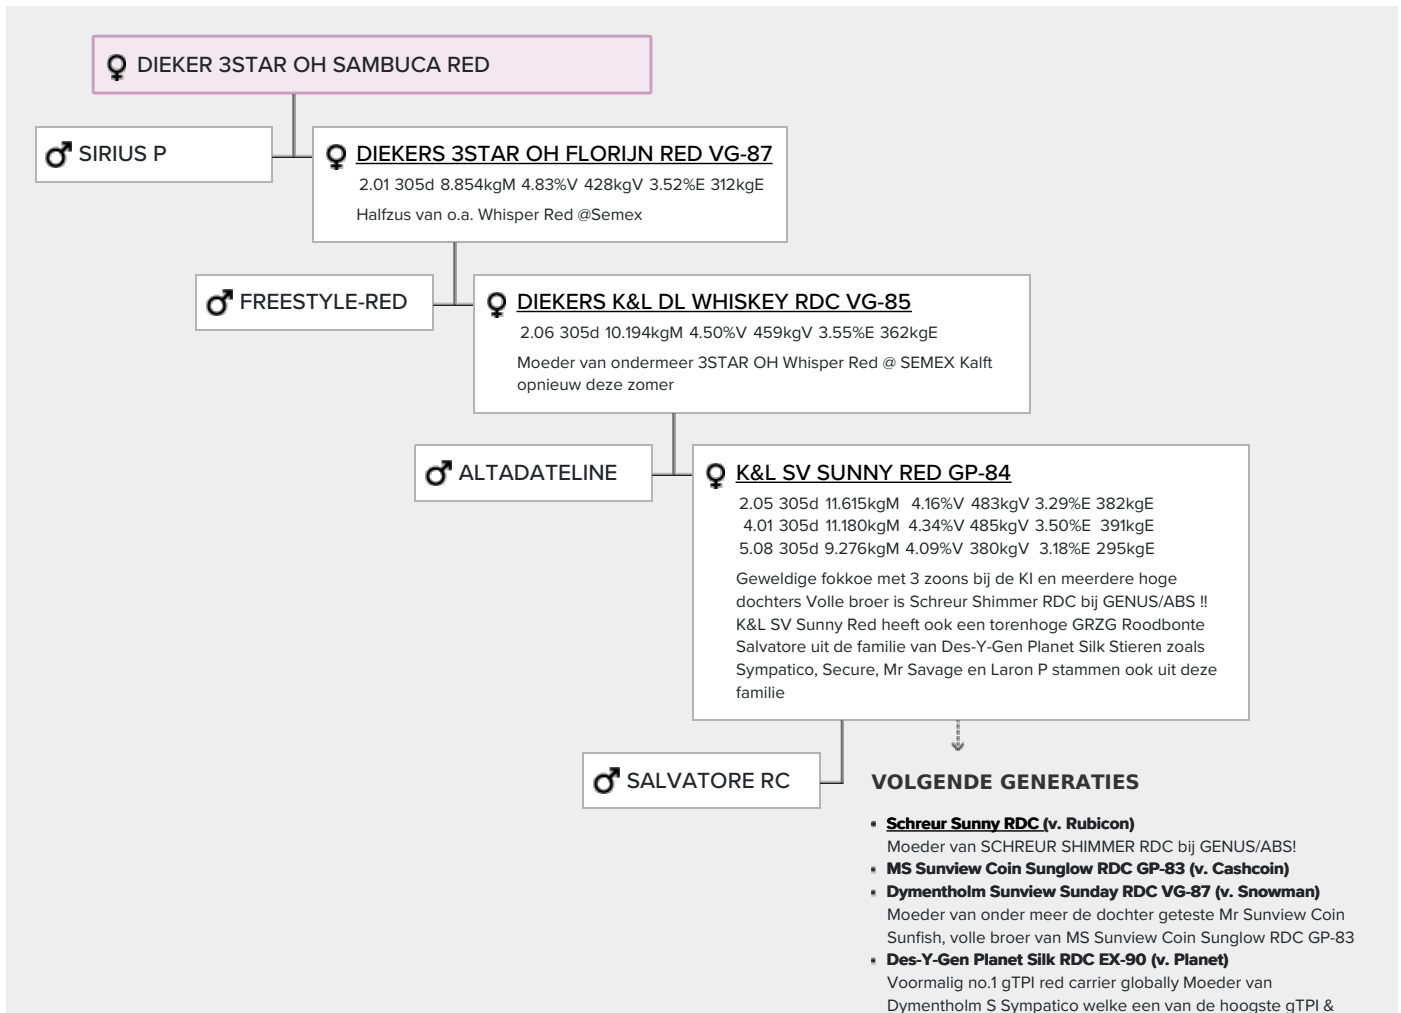 DIEKER 3STAR OH SAMBUCA RED
SIRIUS P
DIEKERS 3STAR OH FLORIJN RED VG-87
2.01 305d 8.854kgM 4.83%V 428kgV 3.52%E 312kgE
Halfzus van o.a. Whisper Red @Semex
FREESTYLE-RED
DIEKERS K&L DL WHISKEY RDC VG-85
2.06 305d 10.194kgM 4.50%V 459kgV 3.55%E 362kgE
Moeder van ondermeer 3STAR OH Whisper Red @ SEMEX Kalft
opnieuw deze zomer
ALTADATELINE
K&L SV SUNNY RED GP-84
2.05 305d 11.615kgM 4.16%V 483kgV 3.29%E 382kgE
4.01 305d 11.180kgM 4.34%V 485kgV 3.50%E 391kgE
5.08 305d 9.276kgM 4.09%V 380kgV 3.18%E 295kgE
Geweldige fokkoe met 3 zoons bij de KI en meerdere hoge
dochters Volle broer is Schreur Shimmer RDC bij GENUS/ABS !!
K&L SV Sunny Red heeft ook een torenhoge GRZG Roodbonte
Salvatore uit de familie van Des-Y-Gen Planet Silk Stieren zoals
Sympatico, Secure, Mr Savage en Laron P stammen ook uit deze
familie
SALVATORE RC
VOLGENDE GENERATIES
Schreur Sunny RDC (v. Rubicon)
Moeder van SCHREUR SHIMMER RDC bij GENUS/ABS!
MS Sunview Coin Sunglow RDC GP-83 (v. Cashcoin)
Dymentholm Sunview Sunday RDC VG-87 (v. Snowman)
Moeder van onder meer de dochter geteste Mr Sunview Coin
Sunfish, volle broer van MS Sunview Coin Sunglow RDC GP-83
Des-Y-Gen Planet Silk RDC EX-90 (v. Planet)
Voormalig no.1 gTPI red carrier globally Moeder van
Dymentholm S Sympatico welke een van de hoogste gTPI &